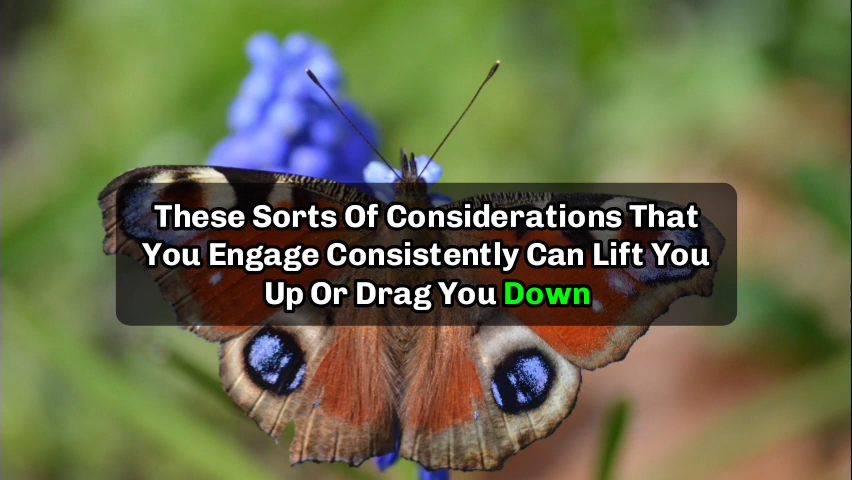 These Sorts Of Considerations That
You Engage Consistently Can Lift You
Up Or Drag You Down